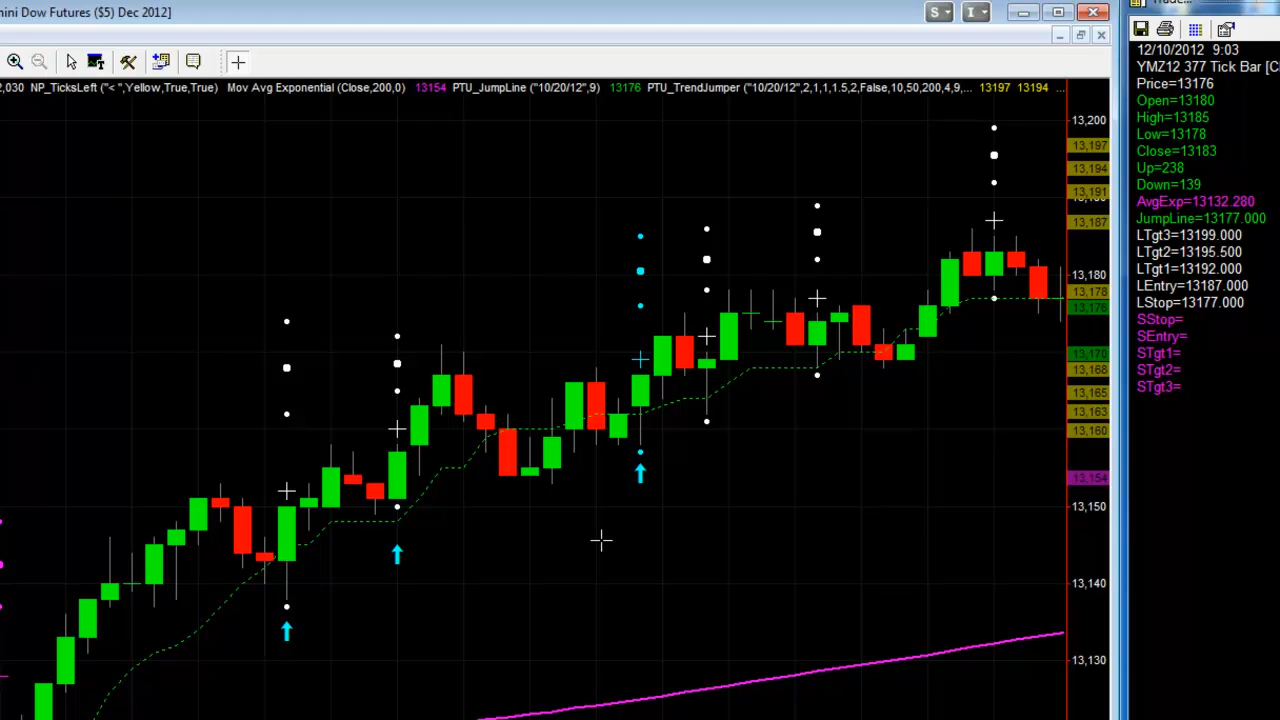 mini Dow Futures ($5) Dec 2012]
S
I
2,030 NP_TicksLeft ("< ",Yellow,True,True) Mov Avg Exponential (Close,200,0) 13154 PTU_JumpLine ("10/20/12",9) 13176 PTU_TrendJumper ("10/20/12",2,1,1,1.5,2,False,10,50,200,4,9,... 13197 13194 ...
13,200
13,197
13,194
13,191
13,187
13,180
13,178
13,176
13,170
13,168
13,165
13,163
13,160
13,154
13,150
13,140
13,130
12/10/2012 9:03
YMZ12 377 Tick Bar [C
Price=13176
Open=13180
High=13185
Low=13178
Close=13183
Up=238
Down=139
AvgExp=13132.280
JumpLine=13177.000
LTgt3=13199.000
LTgt2=13195.500
LTgt1=13192.000
LEntry=13187.000
LStop=13177.000
SStop=
SEntry=
STgt1=
STgt2=
STgt3=